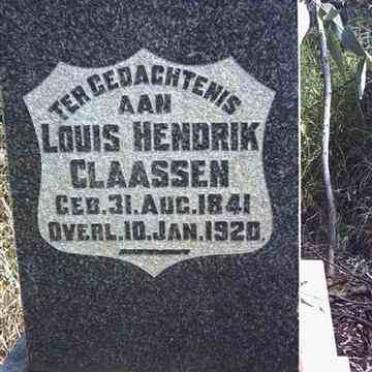 TER GEDACHTENIS
AAN
LOUIS HENDRIK
CLAASSEN
GEB. 31. AUG. 1841
OVERL. 10. JAN. 1920.